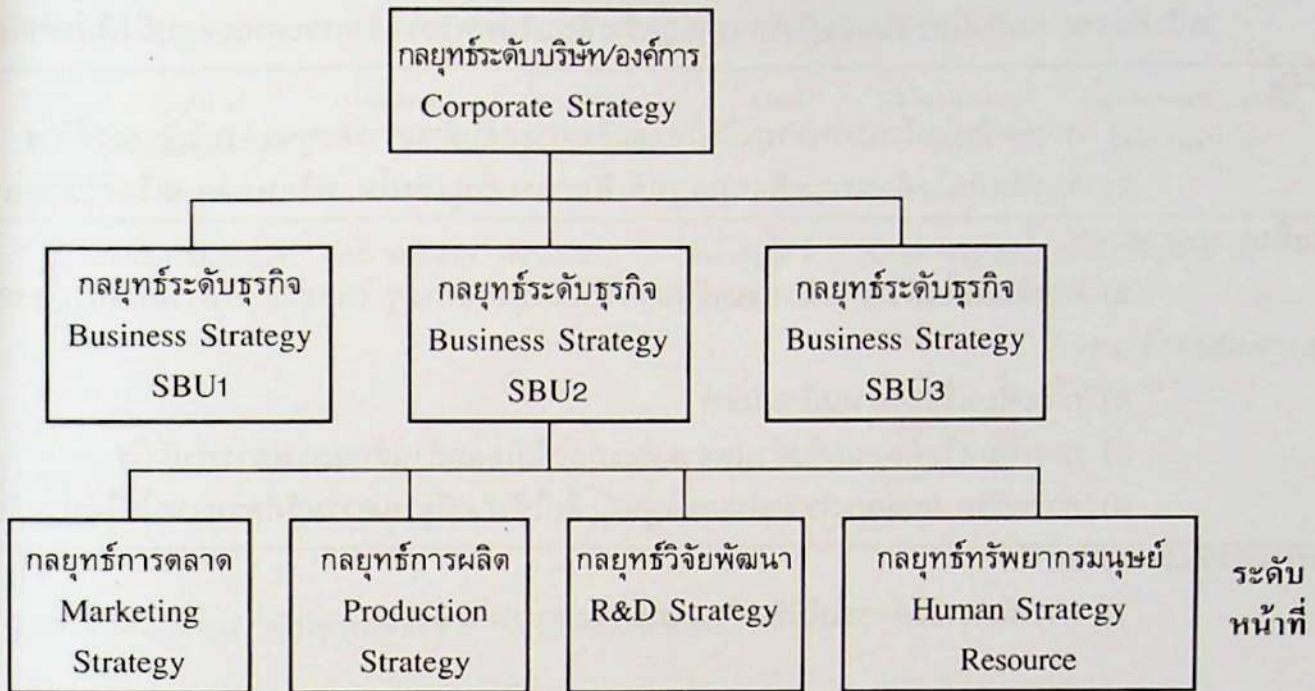 กลยุทธ์ระดับบริษัท/องค์การ
Corporate Strategy
กลยุทธ์ระดับธุรกิจ
Business Strategy
SBU1
กลยุทธ์ระดับธุรกิจ
Business Strategy
SBU2
กลยุทธ์ระดับธุรกิจ
Business Strategy
SBU3
กลยุทธ์การตลาด
Marketing
Strategy
กลยุทธ์การผลิต
Production
Strategy
กลยุทธ์วิจัยพัฒนา
R&D Strategy
กลยุทธ์ทรัพยากรมนุษย์
Human Strategy
Resource
ระดับ
หน้าที่